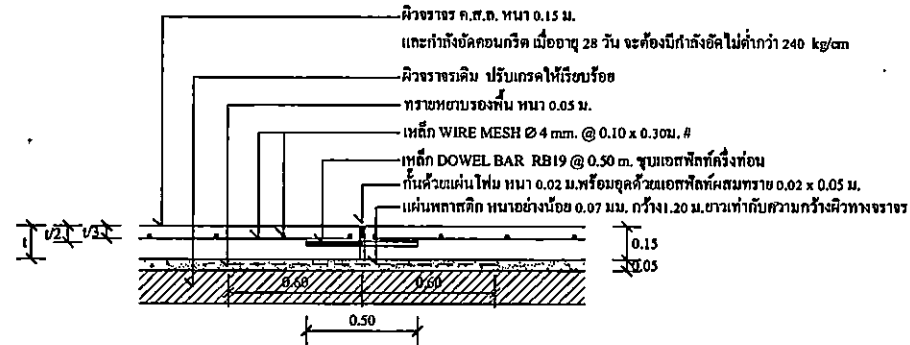 ผิวจราจร ค.ส.ล. หนา 0.15 ม.
และกำลังอัดคอนกรีต เมื่ออายุ 28 วัน จะต้องมีกำลังอัดไม่ต่ำกว่า 240 kg/cm
ผิวจราจรเดิม ปรับเกรดให้เรียบร้อย
ทรายหยาบรองพื้น หนา 0.05 ม.
เหล็ก WIRE MESH Ø 4 mm. @ 0.10 x 0.30ม. #
เหล็ก DOWEL BAR RB19 @ 0.50 m. ชุบแอสฟัลท์ครึ่งท่อน
กั้นด้วยแผ่นโฟม หนา 0.02 ม.พร้อมอุดด้วยแอสฟัลท์ผสมทราย 0.02 x 0.05 ม.
แผ่นพลาสติก หนาอย่างน้อย 0.07 มม. กว้าง1.20 ม.ยาวเท่ากับความกว้างผิวทางจราจร
t t/2 t/3 0.15
0.05
0.60 0.60
0.50